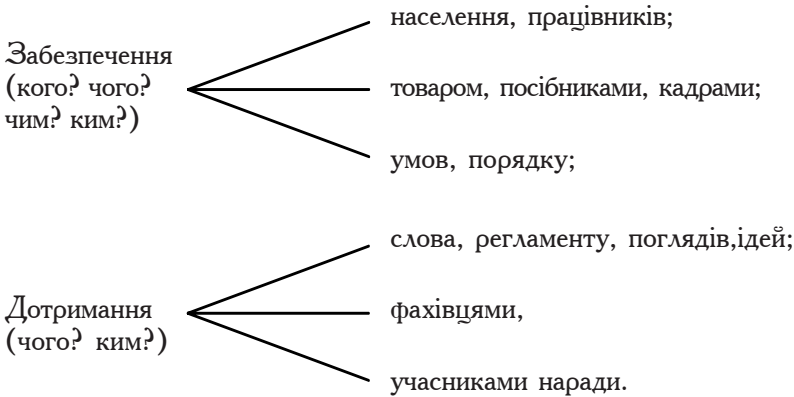 Забезпечення
(кого? чого?
чим? ким?)
населення, працівників;
товаром, посібниками, кадрами;
умов, порядку;
Дотримання
(чого? ким?)
слова, регламенту, поглядів,ідей;
фахівцями,
учасниками наради.